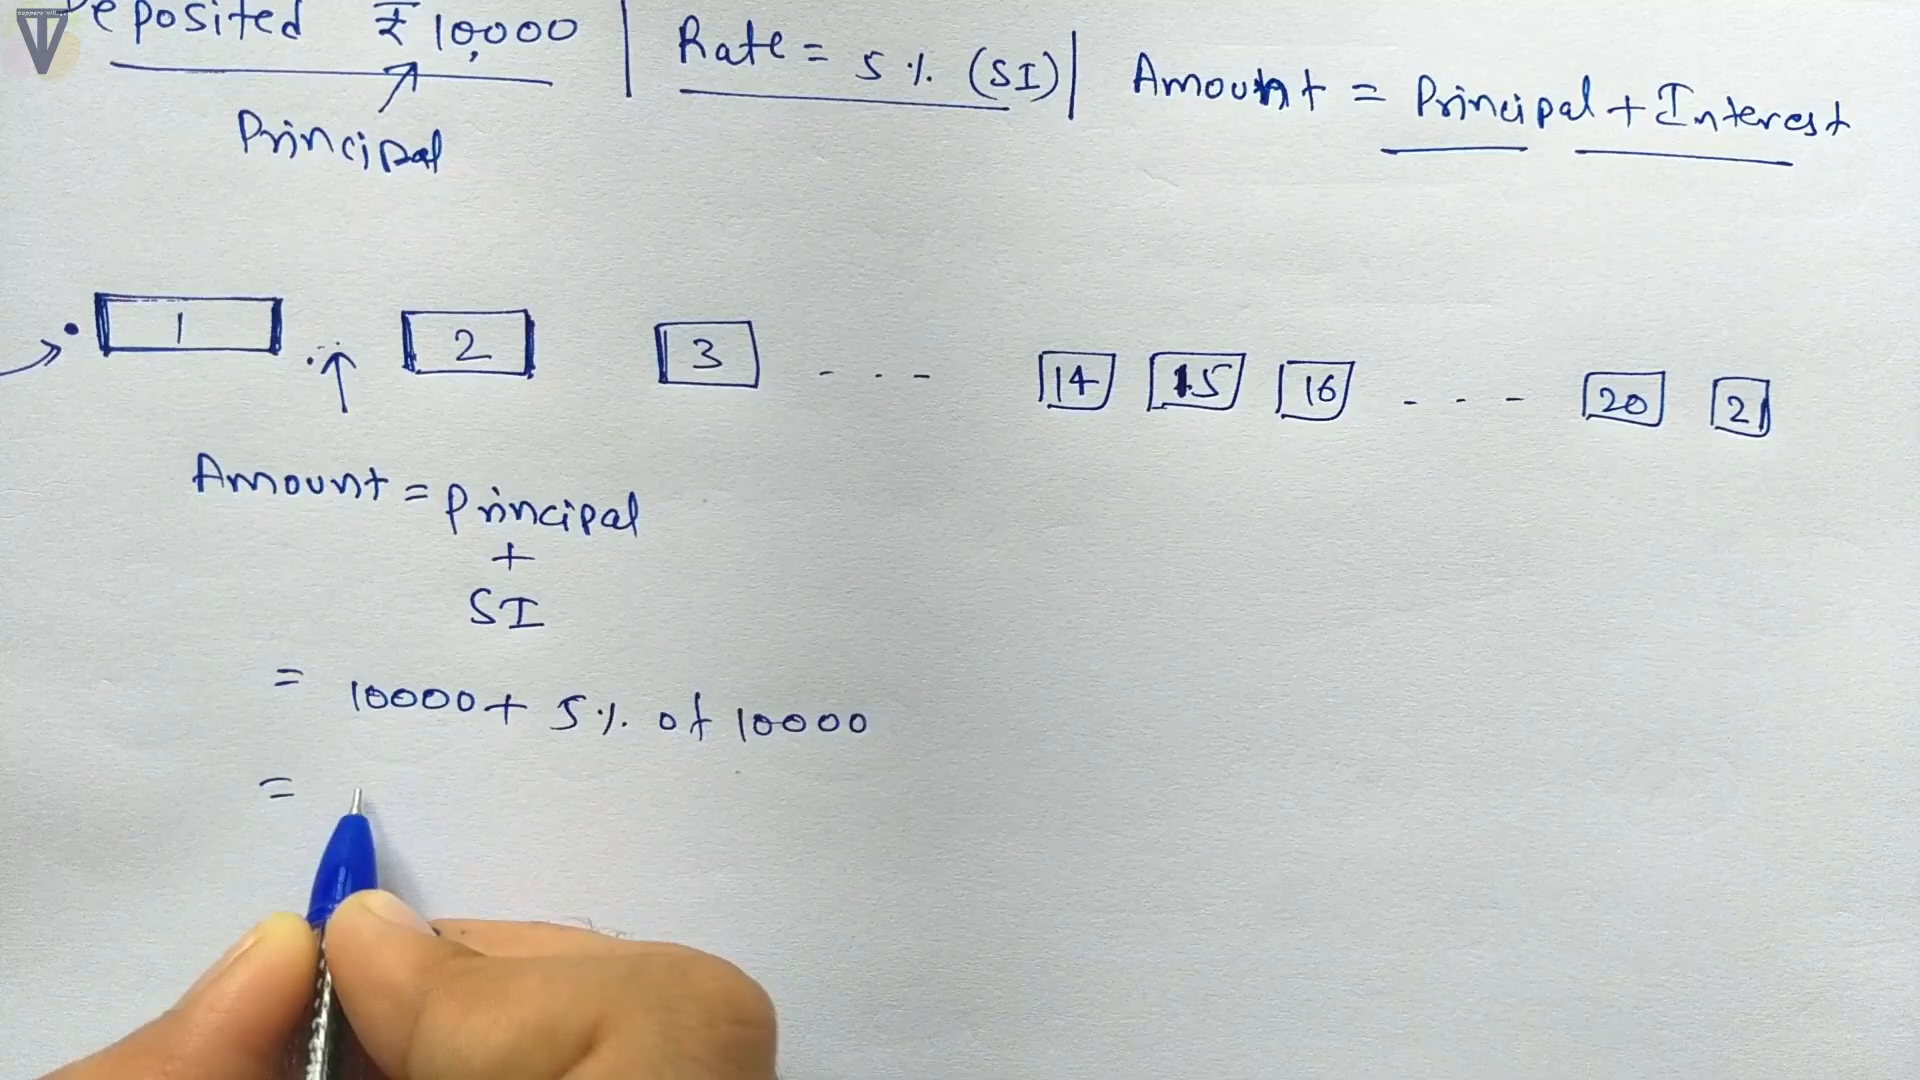 eposited ₹ 10,000 | Rate = 5 % (SI) | Amount = Principal + Interest
Principal
1 2 3 - - - 14 15 16 - - - 20 21
Amount = Principal
+
SI
= 10000 + 5% of 10000
=